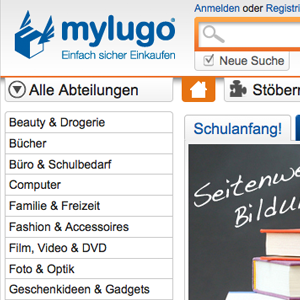 Anmelden oder Registri
mylugo®
Einfach sicher Einkaufen
Neue Suche
Alle Abteilungen
Stöbern
Schulanfang!
Beauty & Drogerie
Bücher
Büro & Schulbedarf
Computer
Familie & Freizeit
Fashion & Accessoires
Film, Video & DVD
Foto & Optik
Geschenkideen & Gadgets
Seitenwe
Bildu